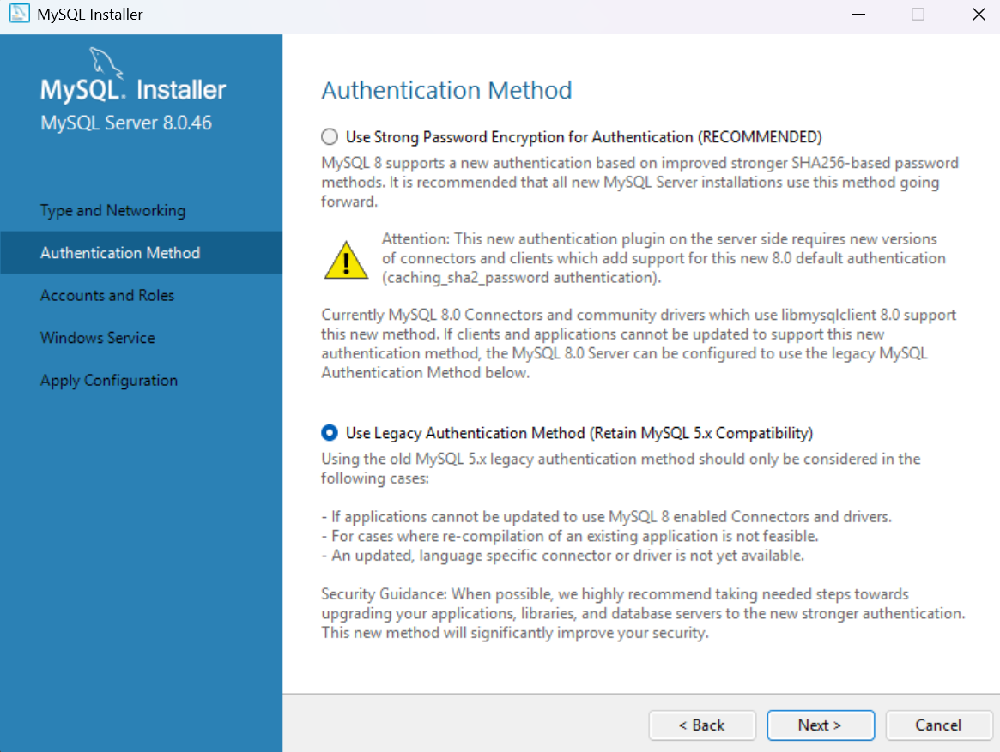 MySQL Installer
MySQL. Installer
MySQL Server 8.0.46
Type and Networking
Authentication Method
Accounts and Roles
Windows Service
Apply Configuration
Authentication Method
Use Strong Password Encryption for Authentication (RECOMMENDED)
MySQL 8 supports a new authentication based on improved stronger SHA256-based password
methods. It is recommended that all new MySQL Server installations use this method going
forward.
Attention: This new authentication plugin on the server side requires new versions
of connectors and clients which add support for this new 8.0 default authentication
(caching_sha2_password authentication).
Currently MySQL 8.0 Connectors and community drivers which use libmysqlclient 8.0 support
this new method. If clients and applications cannot be updated to support this new
authentication method, the MySQL 8.0 Server can be configured to use the legacy MySQL
Authentication Method below.
Use Legacy Authentication Method (Retain MySQL 5.x Compatibility)
Using the old MySQL 5.x legacy authentication method should only be considered in the
following cases:
- If applications cannot be updated to use MySQL 8 enabled Connectors and drivers.
- For cases where re-compilation of an existing application is not feasible.
- An updated, language specific connector or driver is not yet available.
Security Guidance: When possible, we highly recommend taking needed steps towards
upgrading your applications, libraries, and database servers to the new stronger authentication.
This new method will significantly improve your security.
< Back
Next >
Cancel